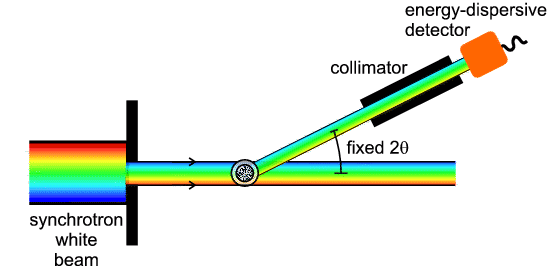 energy-dispersive
detector
collimator
fixed 2θ
synchrotron
white
beam